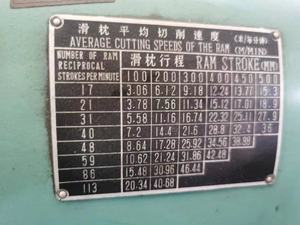 滑枕平均切削速度 (米/每分鐘)
AVERAGE CUTTING SPEEDS OF THE RAM (M/MIN)
NUMBER OF RAM RECIPROCAL STROKES PER MINUTE 滑枕行程 RAM STROKE (MM)
100 200 300 400 450 500
17 3.06 6.12 9.18 12.24 13.77 15.3
21 3.78 7.56 11.34 15.12 17.01 18.9
31 5.58 11.16 16.74 22.32 25.11 27.9
40 7.2 14.4 21.6 28.8 32.4 36
48 8.64 17.28 25.92 34.56 38.88
59 10.62 21.24 31.86 42.48
86 15.48 30.96 46.44
113 20.34 40.68